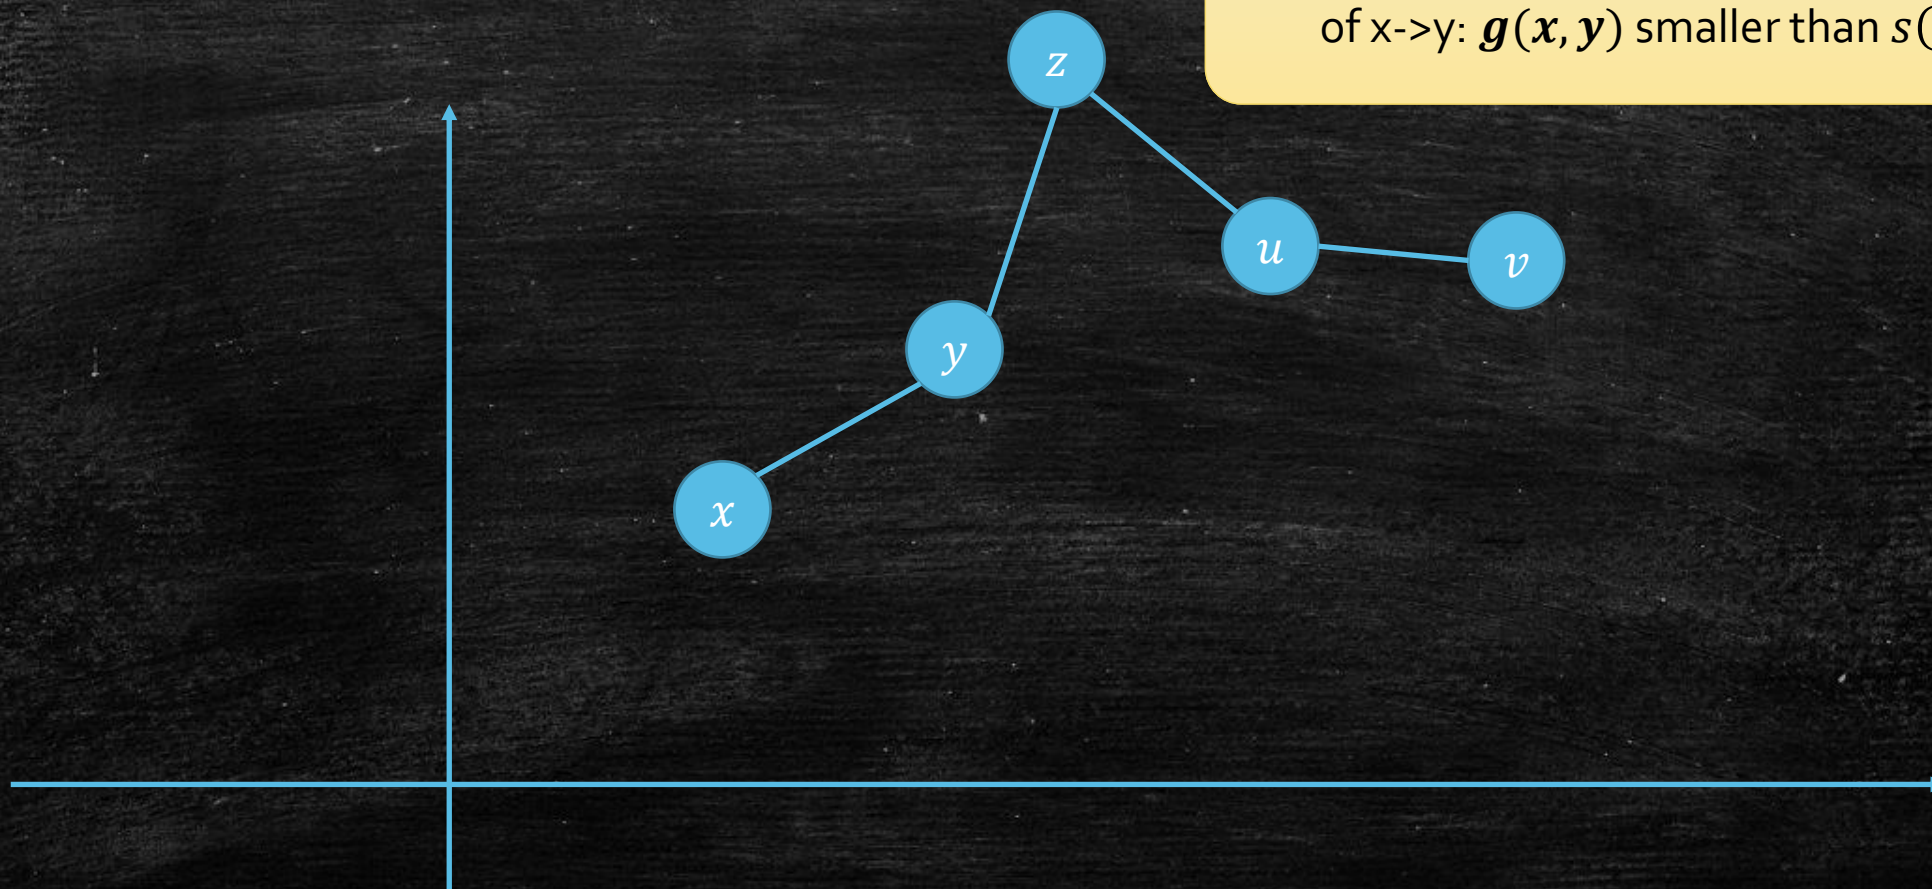 of x->y: g(x, y) smaller than s(
z
u
v
y
x